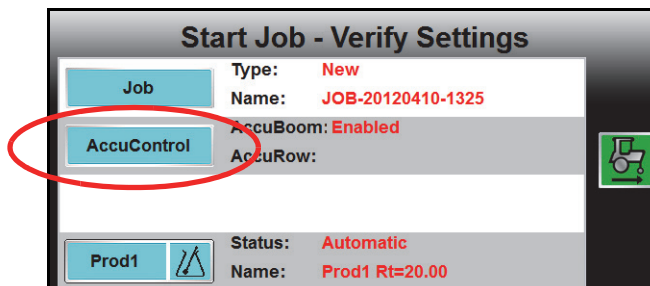 Start Job - Verify Settings
Job
Type: New
Name: JOB-20120410-1325
AccuControl
AccuBoom: Enabled
AccuRow:
Prod1
Status: Automatic
Name: Prod1 Rt=20.00